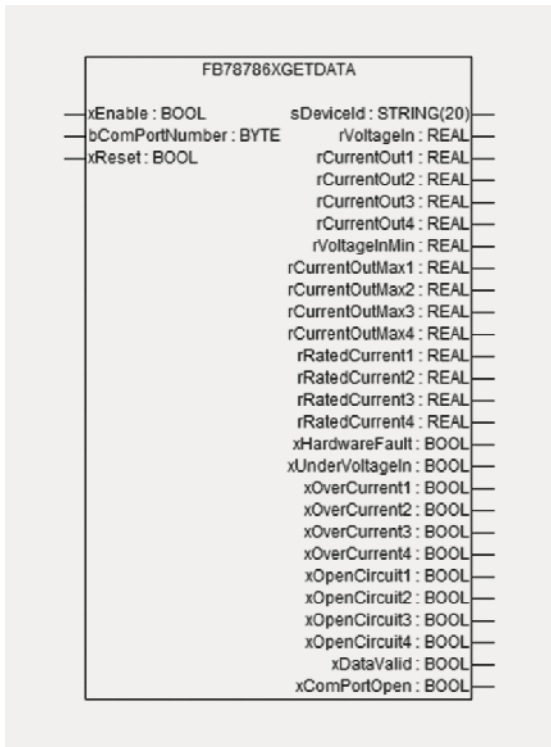 FB78786XGETDATA
xEnable : BOOL sDeviceId : STRING(20)
bComPortNumber : BYTE rVoltageIn : REAL
xReset : BOOL rCurrentOut1 : REAL
rCurrentOut2 : REAL
rCurrentOut3 : REAL
rCurrentOut4 : REAL
rVoltageInMin : REAL
rCurrentOutMax1 : REAL
rCurrentOutMax2 : REAL
rCurrentOutMax3 : REAL
rCurrentOutMax4 : REAL
rRatedCurrent1 : REAL
rRatedCurrent2 : REAL
rRatedCurrent3 : REAL
rRatedCurrent4 : REAL
xHardwareFault : BOOL
xUnderVoltageIn : BOOL
xOverCurrent1 : BOOL
xOverCurrent2 : BOOL
xOverCurrent3 : BOOL
xOverCurrent4 : BOOL
xOpenCircuit1 : BOOL
xOpenCircuit2 : BOOL
xOpenCircuit3 : BOOL
xOpenCircuit4 : BOOL
xDataValid : BOOL
xComPortOpen : BOOL